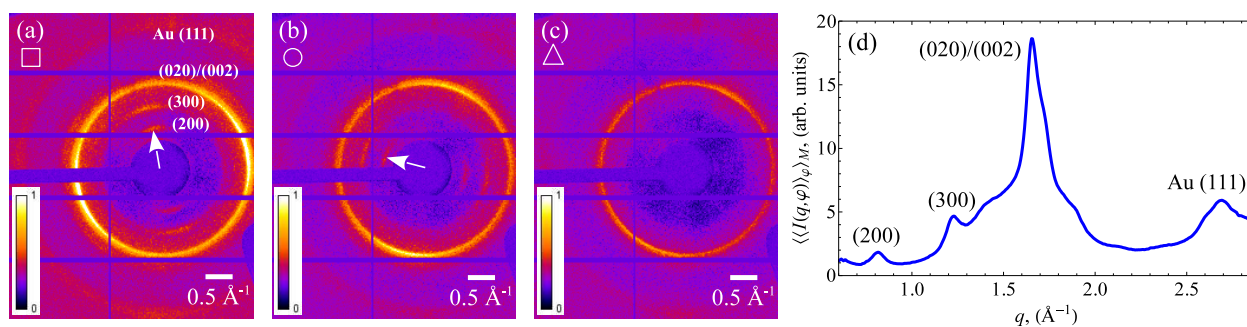 (a)
Au (111)
(020)/(002)
(300)
(200)
1
0
0.5 Å⁻¹
(b)
1
0
0.5 Å⁻¹
(c)
1
0
0.5 Å⁻¹
(d)
20
15
10
5
0
⟨⟨I(q,φ)⟩φ⟩M, (arb. units)
(200)
(300)
(020)/(002)
Au (111)
1.0 1.5 2.0 2.5
q, (Å⁻¹)